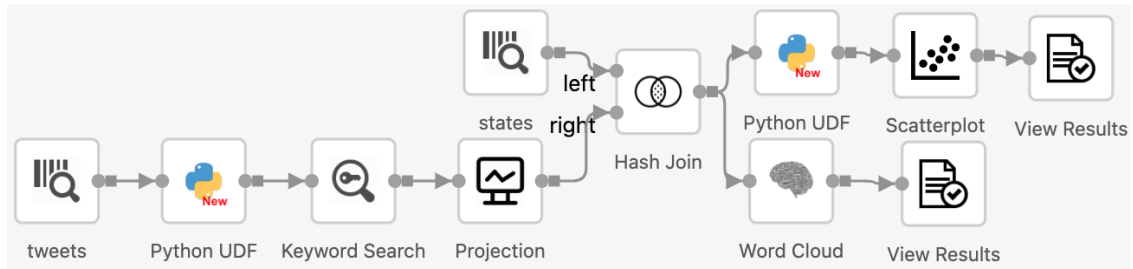 left
states
right
New
Python UDF
Scatterplot
View Results
Hash Join
New
tweets
Python UDF
Keyword Search
Projection
Word Cloud
View Results